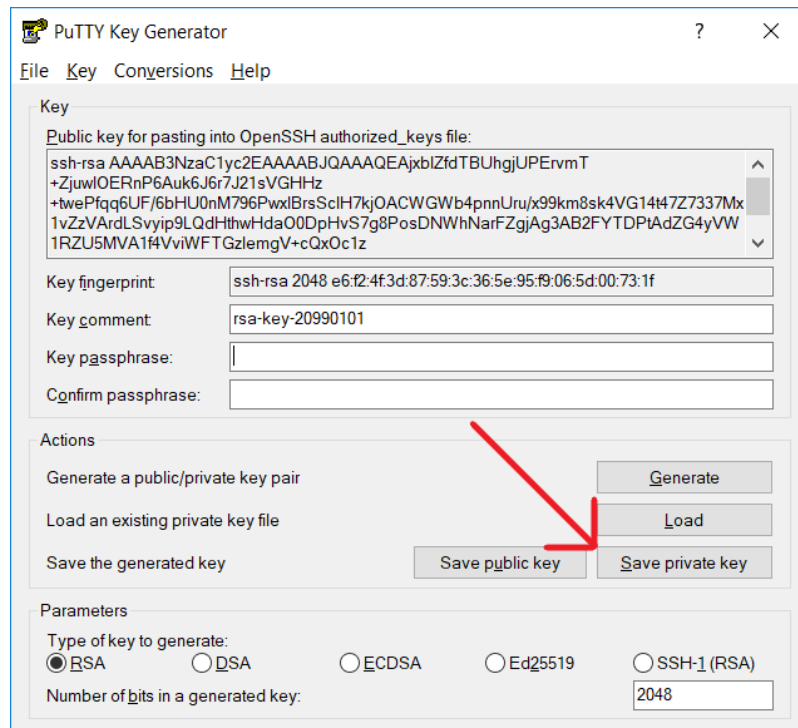 PuTTY Key Generator
File Key Conversions Help
Key
Public key for pasting into OpenSSH authorized_keys file:
ssh-rsa AAAAB3NzaC1yc2EAAAABJQAAAQEAjxblZfdTBUhgjUPErvmT
+ZjuwlOERnP6Auk6J6r7J21sVGHHz
+twePfqq6UF/6bHU0nM796PwxlBrsSclH7kjOACWGWb4pnnUru/x99km8sk4VG14t47Z7337Mx
1vZzVArdLSvyip9LQdHthwHdaO0DpHvS7g8PosDNWhNarFZgjAg3AB2FYTDPtAdZG4yVW
1RZU5MVA1f4VviWFTGzlemgV+cQxOc1z
Key fingerprint: ssh-rsa 2048 e6:f2:4f:3d:87:59:3c:36:5e:95:f9:06:5d:00:73:1f
Key comment: rsa-key-20990101
Key passphrase:
Confirm passphrase:
Actions
Generate a public/private key pair Generate
Load an existing private key file Load
Save the generated key Save public key Save private key
Parameters
Type of key to generate:
RSA DSA ECDSA Ed25519 SSH-1 (RSA)
Number of bits in a generated key: 2048